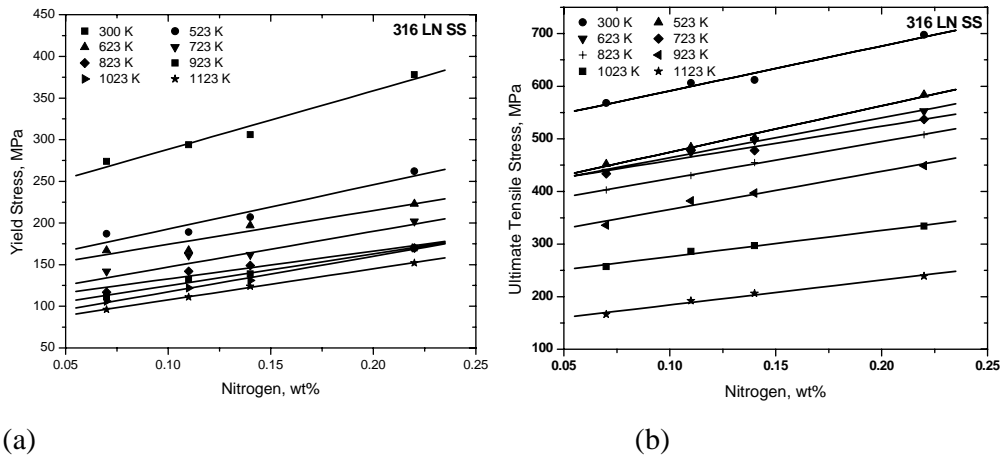 316 LN SS
300 K 523 K
623 K 723 K
823 K 923 K
1023 K 1123 K
450
400
350
300
250
200
150
100
50
Yield Stress, MPa
0.05 0.10 0.15 0.20 0.25
Nitrogen, wt%
(a)
316 LN SS
300 K 523 K
623 K 723 K
823 K 923 K
1023 K 1123 K
700
600
500
400
300
200
100
Ultimate Tensile Stress, MPa
0.05 0.10 0.15 0.20 0.25
Nitrogen, wt%
(b)